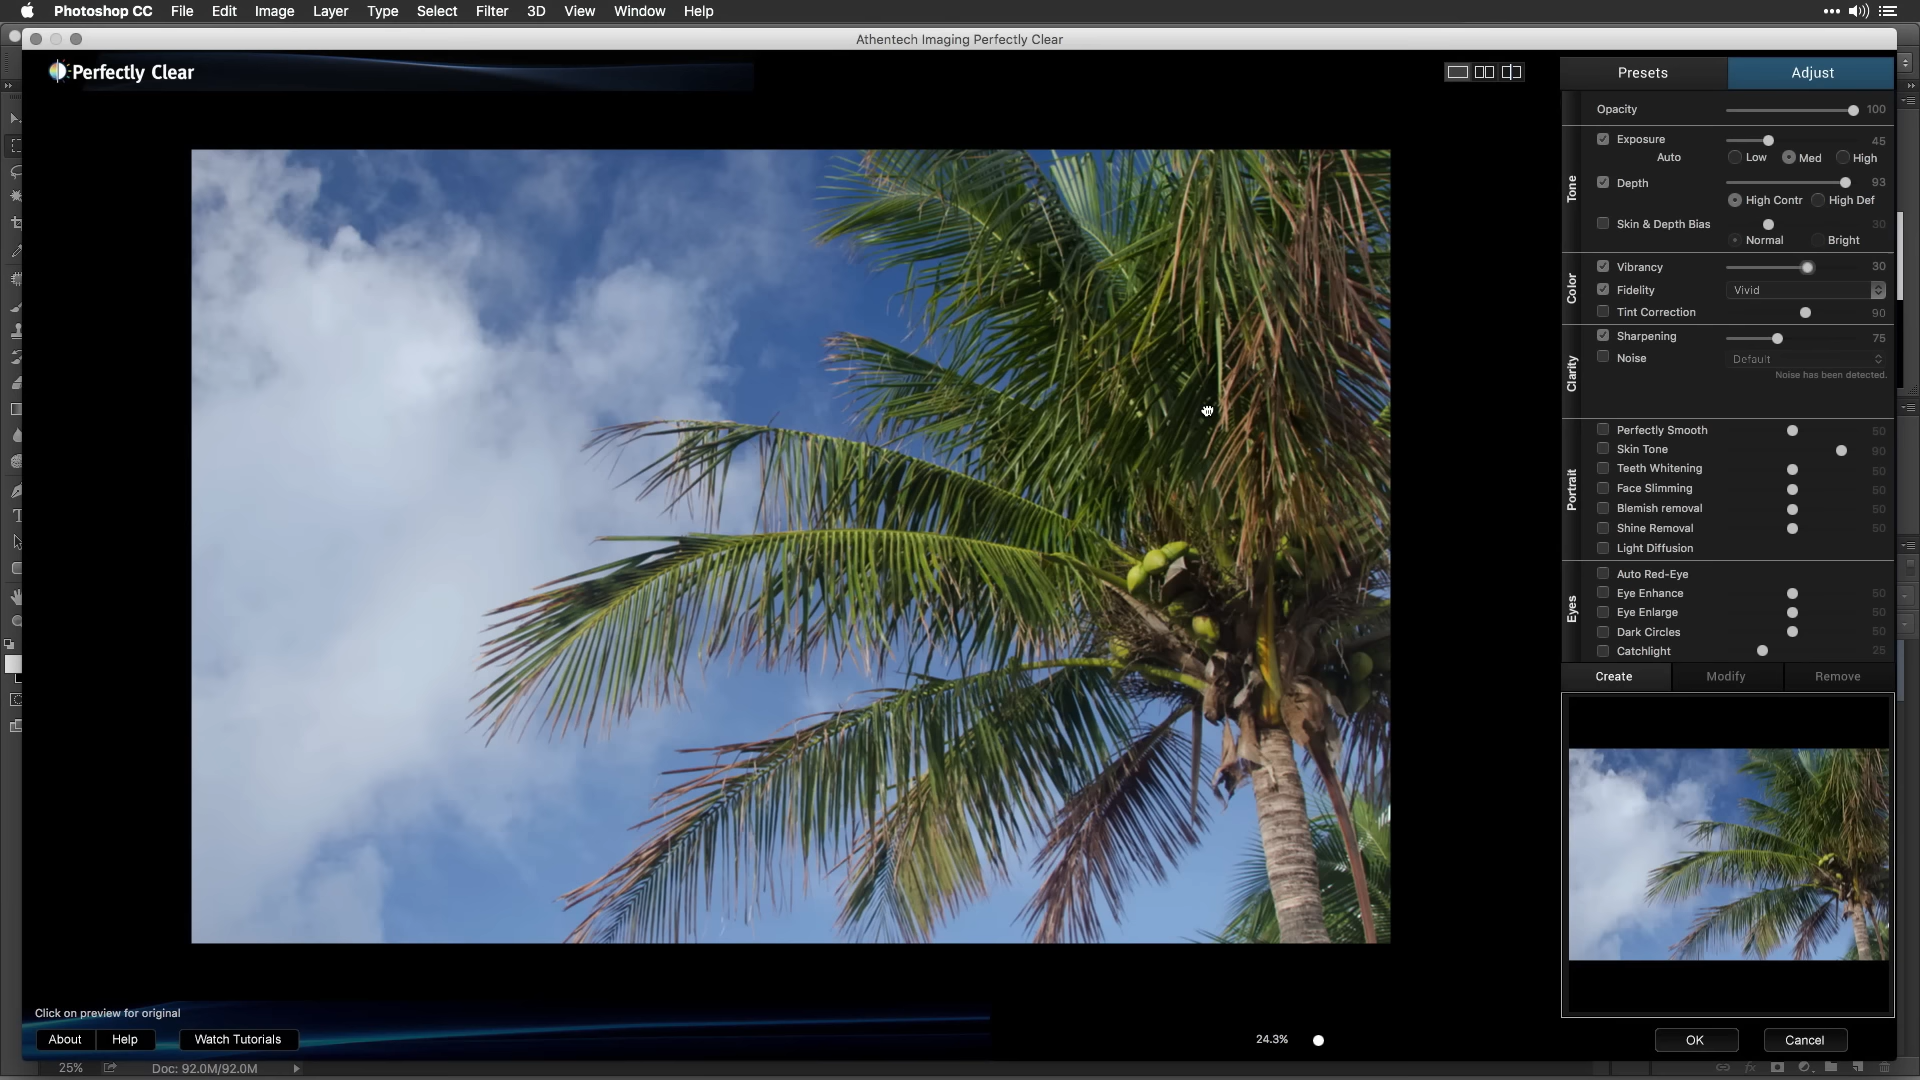 Photoshop CC File Edit Image Layer Type Select Filter 3D View Window Help
Athentech Imaging Perfectly Clear
Perfectly Clear
Presets Adjust
Opacity 100
Tone
Exposure 45
Auto Low Med High
Depth 93
High Contr High Def
Skin & Depth Bias 30
Normal Bright
Color
Vibrancy 30
Fidelity Vivid
Tint Correction 90
Clarity
Sharpening 75
Noise Default
Noise has been detected.
Portrait
Perfectly Smooth 50
Skin Tone 90
Teeth Whitening 50
Face Slimming 50
Blemish removal 50
Shine Removal 50
Light Diffusion
Eyes
Auto Red-Eye
Eye Enhance 50
Eye Enlarge 50
Dark Circles 50
Catchlight 25
Create Modify Remove
Click on preview for original
About Help Watch Tutorials 24.3% OK Cancel
25% Doc: 92.0M/92.0M